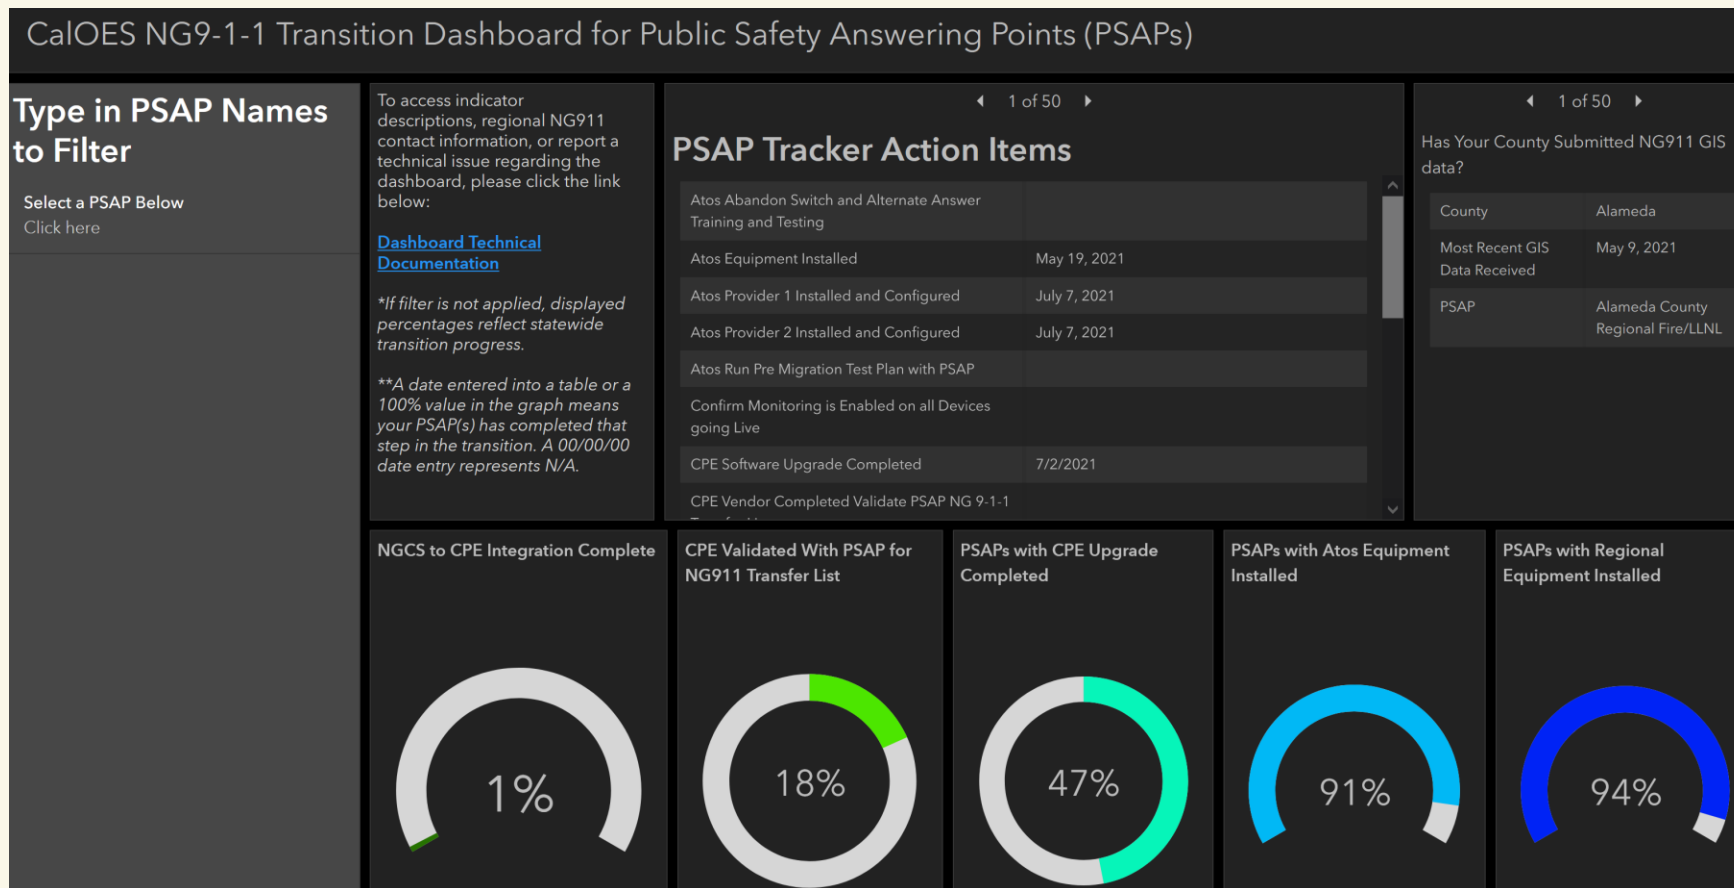 CalOES NG9-1-1 Transition Dashboard for Public Safety Answering Points (PSAPs)
Type in PSAP Names
to Filter
Select a PSAP Below
Click here
To access indicator
descriptions, regional NG911
contact information, or report a
technical issue regarding the
dashboard, please click the link
below:
Dashboard Technical
Documentation
*If filter is not applied, displayed
percentages reflect statewide
transition progress.
**A date entered into a table or a
100% value in the graph means
your PSAP(s) has completed that
step in the transition. A 00/00/00
date entry represents N/A.
1 of 50
PSAP Tracker Action Items
Atos Abandon Switch and Alternate Answer
Training and Testing
Atos Equipment Installed May 19, 2021
Atos Provider 1 Installed and Configured July 7, 2021
Atos Provider 2 Installed and Configured July 7, 2021
Atos Run Pre Migration Test Plan with PSAP
Confirm Monitoring is Enabled on all Devices
going Live
CPE Software Upgrade Completed 7/2/2021
CPE Vendor Completed Validate PSAP NG 9-1-1
1 of 50
Has Your County Submitted NG911 GIS
data?
County Alameda
Most Recent GIS May 9, 2021
Data Received
PSAP Alameda County
Regional Fire/LLNL
NGCS to CPE Integration Complete
1%
CPE Validated With PSAP for
NG911 Transfer List
18%
PSAPs with CPE Upgrade
Completed
47%
PSAPs with Atos Equipment
Installed
91%
PSAPs with Regional
Equipment Installed
94%